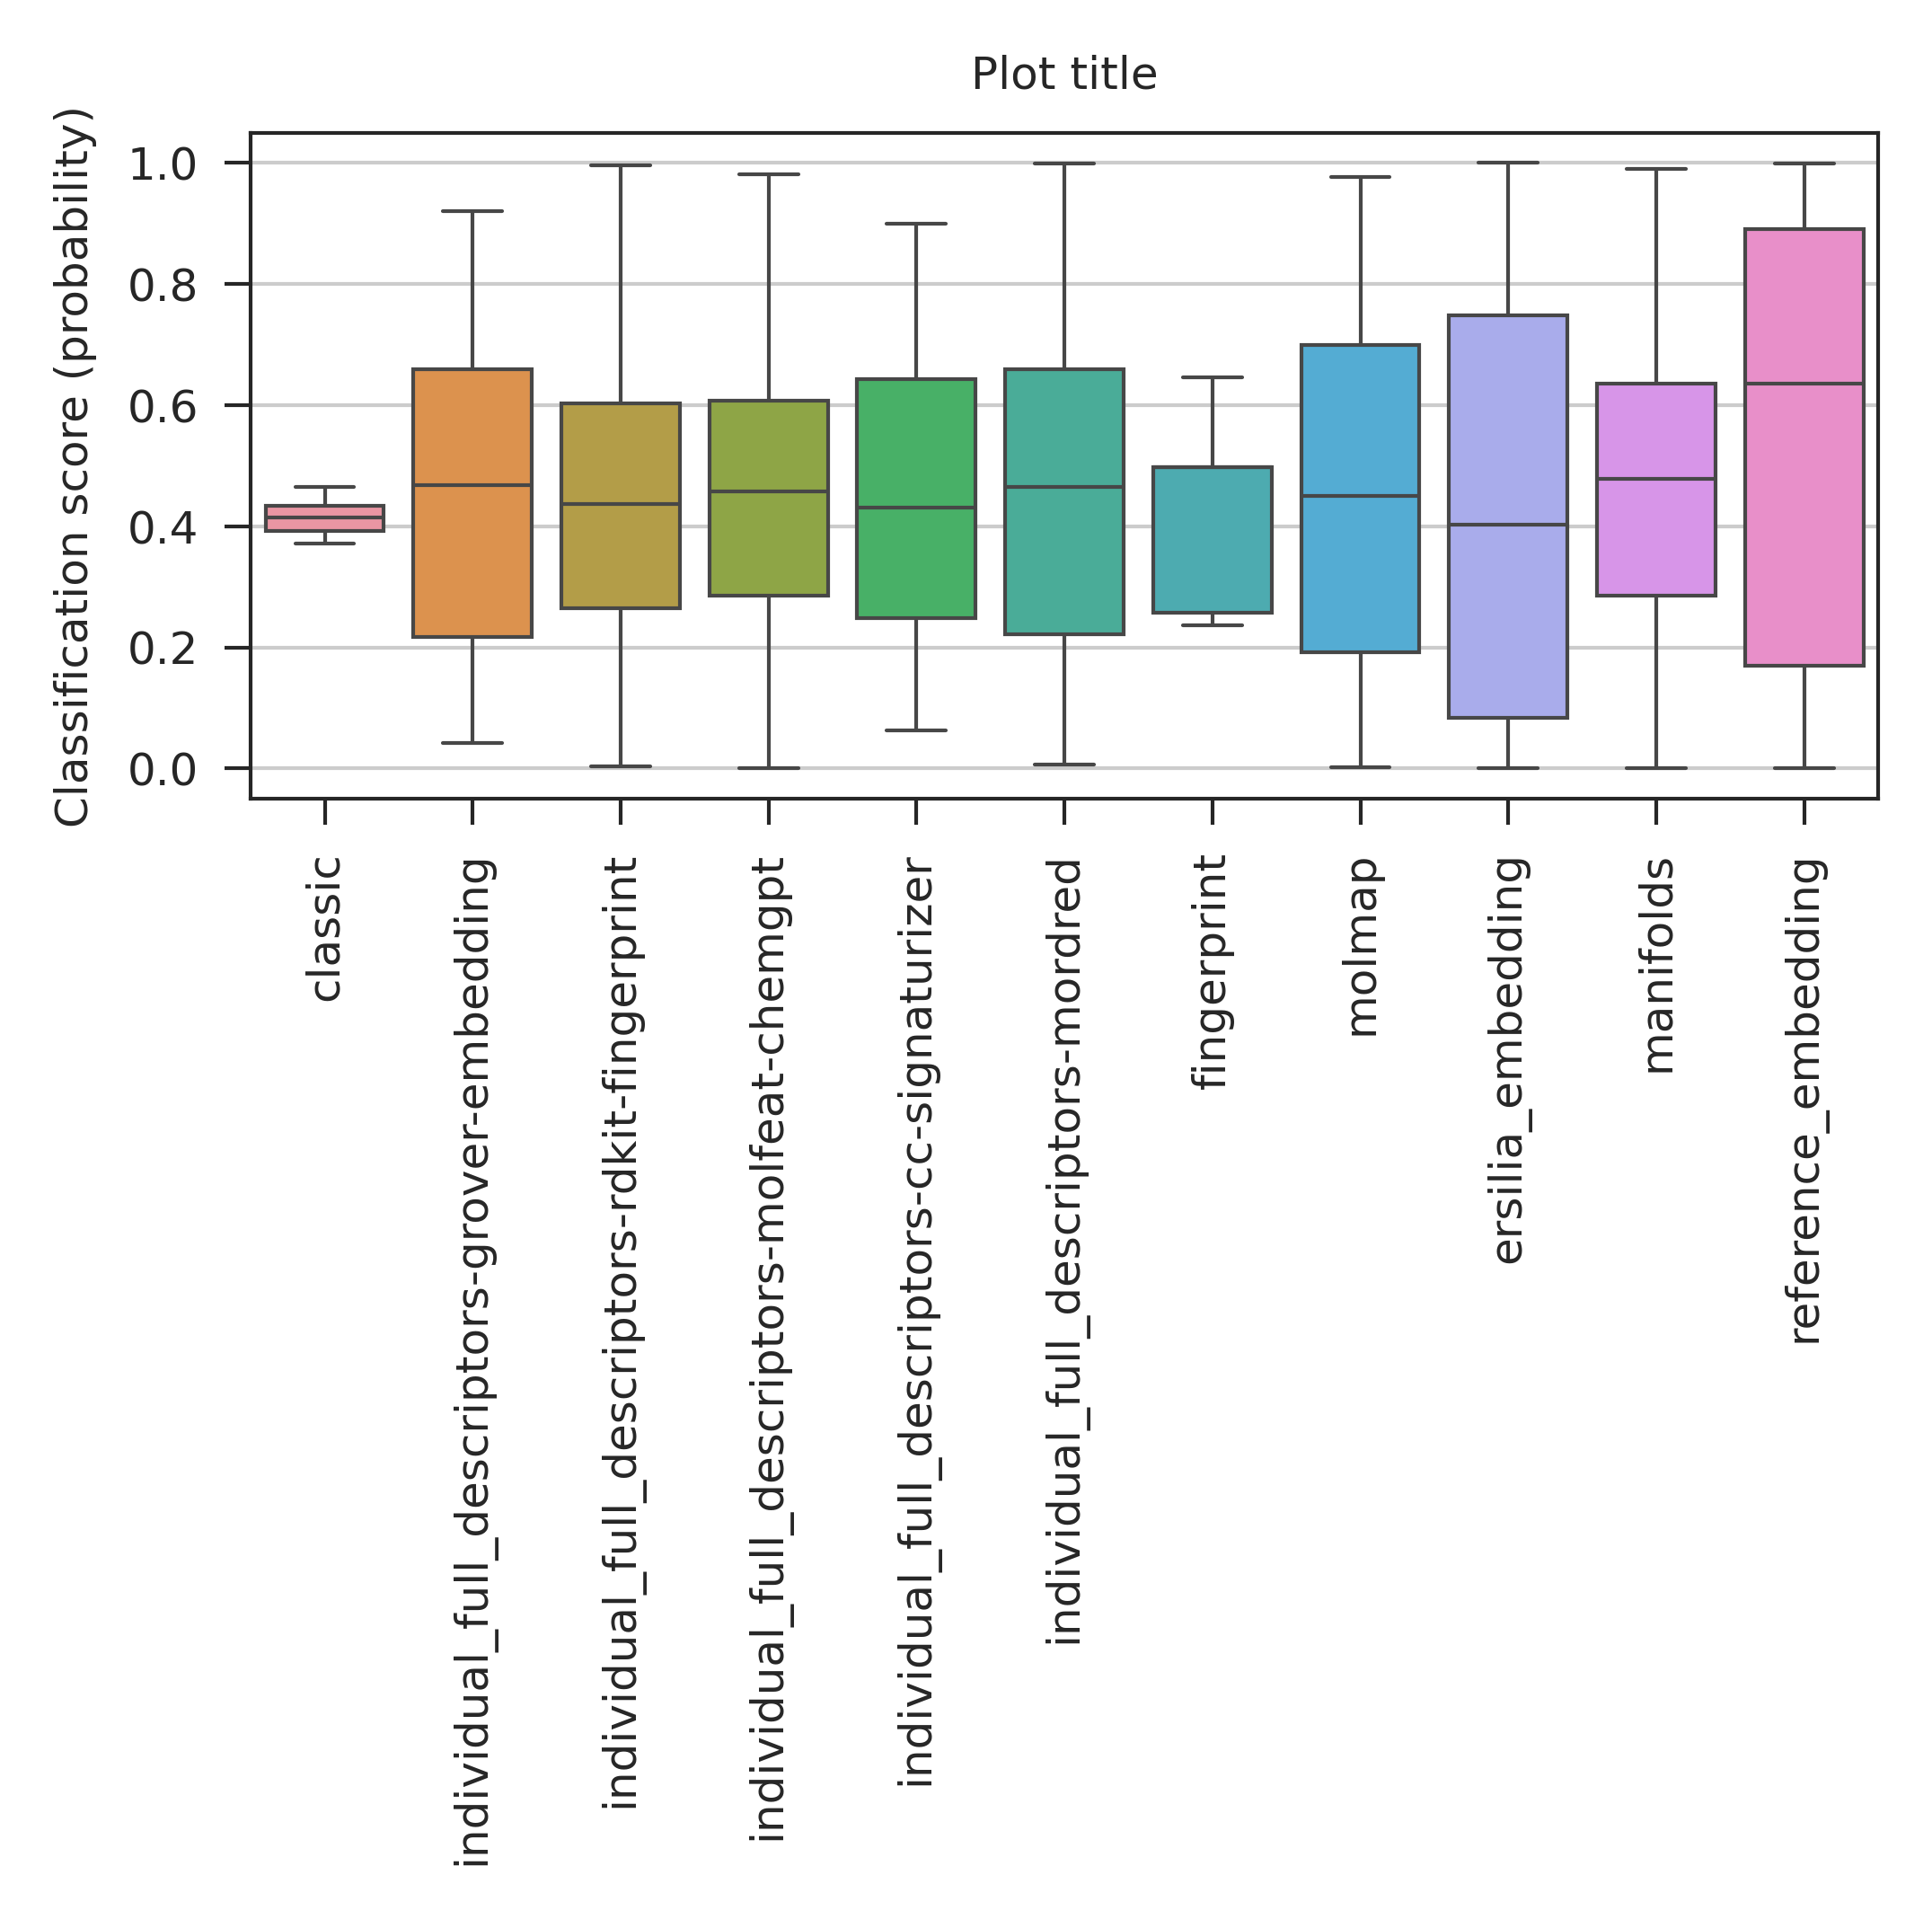 Plot title
Classification score (probability)
1.0
0.8
0.6
0.4
0.2
0.0
classic
individual_full_descriptors-grover-embedding
individual_full_descriptors-rdkit-fingerprint
individual_full_descriptors-molfeat-chemgpt
individual_full_descriptors-cc-signaturizer
individual_full_descriptors-mordred
fingerprint
molmap
ersilia_embedding
manifolds
reference_embedding